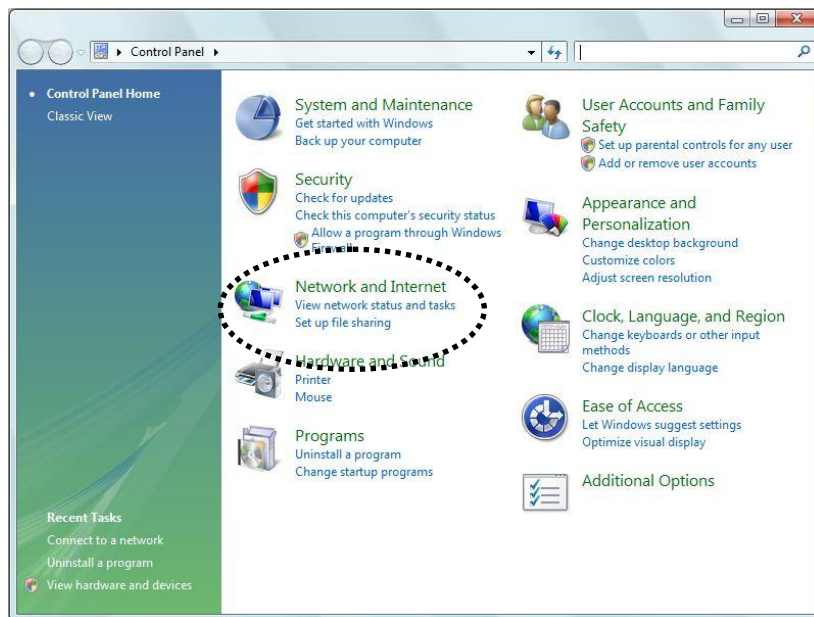 Control Panel
Control Panel Home
Classic View
System and Maintenance
Get started with Windows
Back up your computer
Security
Check for updates
Check this computer's security status
Allow a program through Windows
Firewall
Network and Internet
View network status and tasks
Set up file sharing
Hardware and Sound
Printer
Mouse
Programs
Uninstall a program
Change startup programs
User Accounts and Family
Safety
Set up parental controls for any user
Add or remove user accounts
Appearance and
Personalization
Change desktop background
Customize colors
Adjust screen resolution
Clock, Language, and Region
Change keyboards or other input
methods
Change display language
Ease of Access
Let Windows suggest settings
Optimize visual display
Additional Options
Recent Tasks
Connect to a network
Uninstall a program
View hardware and devices